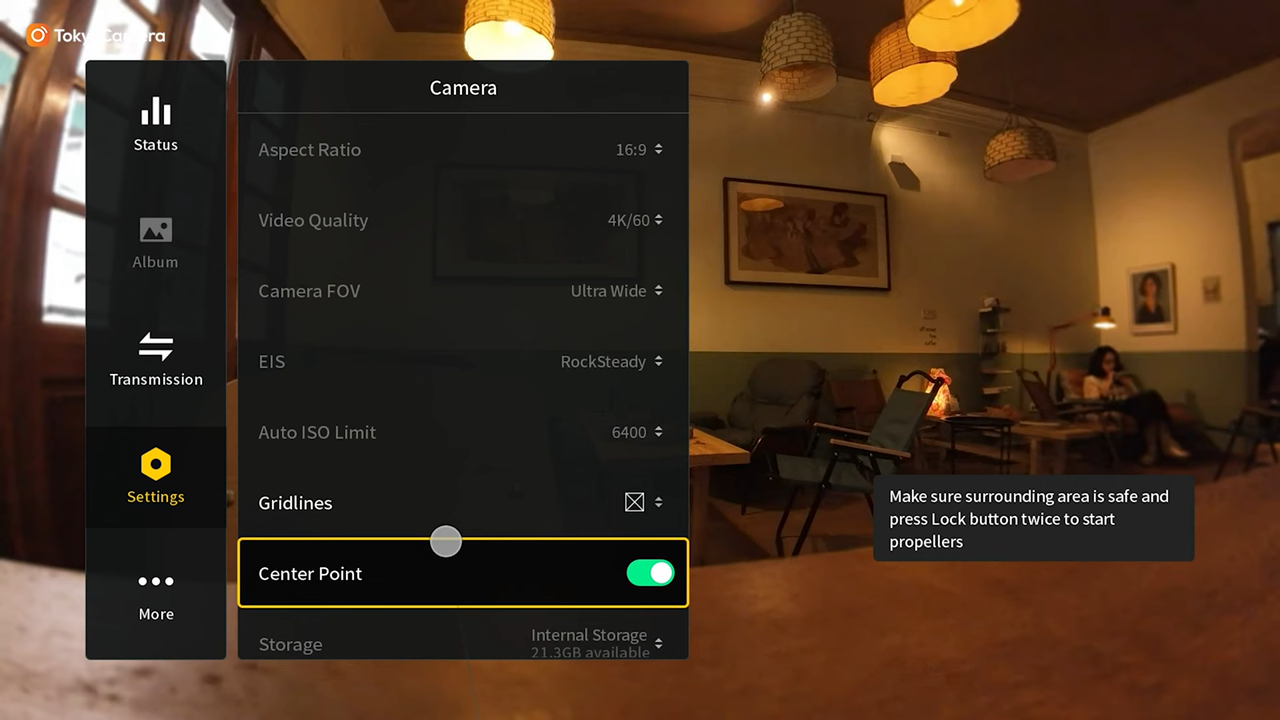 Status
Album
Transmission
Settings
More
Camera
Aspect Ratio 16:9
Video Quality 4K/60
Camera FOV Ultra Wide
EIS RockSteady
Auto ISO Limit 6400
Gridlines
Center Point
Storage Internal Storage
21.3GB available
Make sure surrounding area is safe and
press Lock button twice to start
propellers